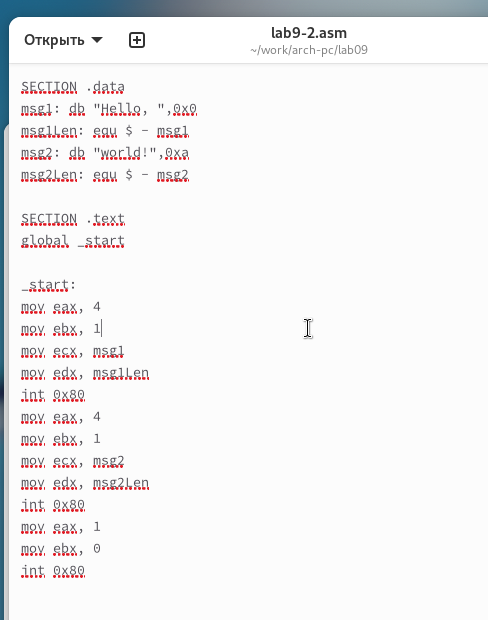 Открыть
lab9-2.asm
~/work/arch-pc/lab09
SECTION .data
msg1: db "Hello, ",0x0
msg1Len: equ $ - msg1
msg2: db "world!",0xa
msg2Len: equ $ - msg2
SECTION .text
global _start
_start:
mov eax, 4
mov ebx, 1
mov ecx, msg1
mov edx, msg1Len
int 0x80
mov eax, 4
mov ebx, 1
mov ecx, msg2
mov edx, msg2Len
int 0x80
mov eax, 1
mov ebx, 0
int 0x80